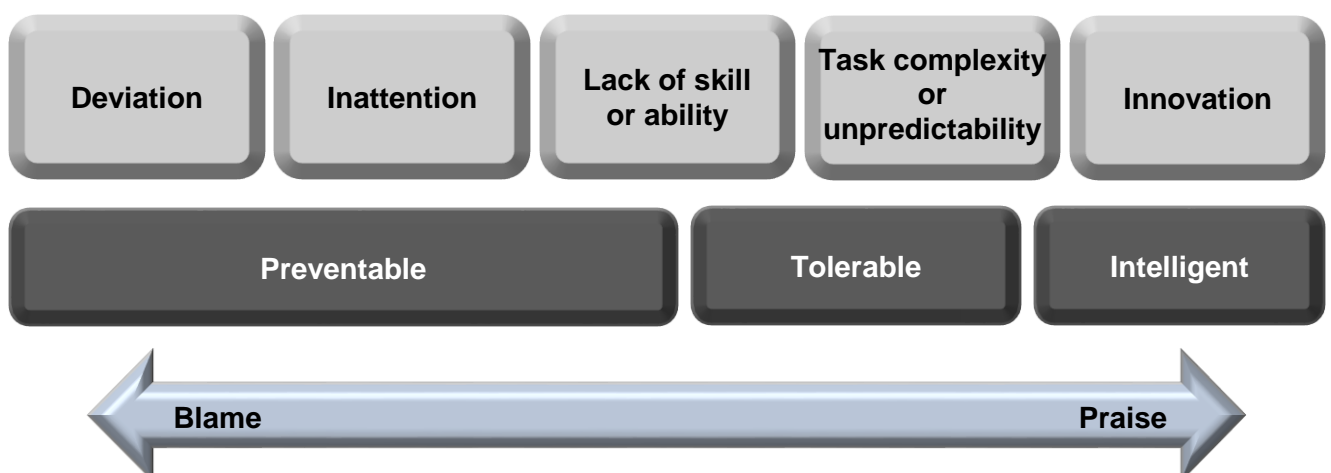 Deviation
Inattention
Lack of skill
or ability
Task complexity
or
unpredictability
Innovation
Preventable
Tolerable
Intelligent
Blame
Praise